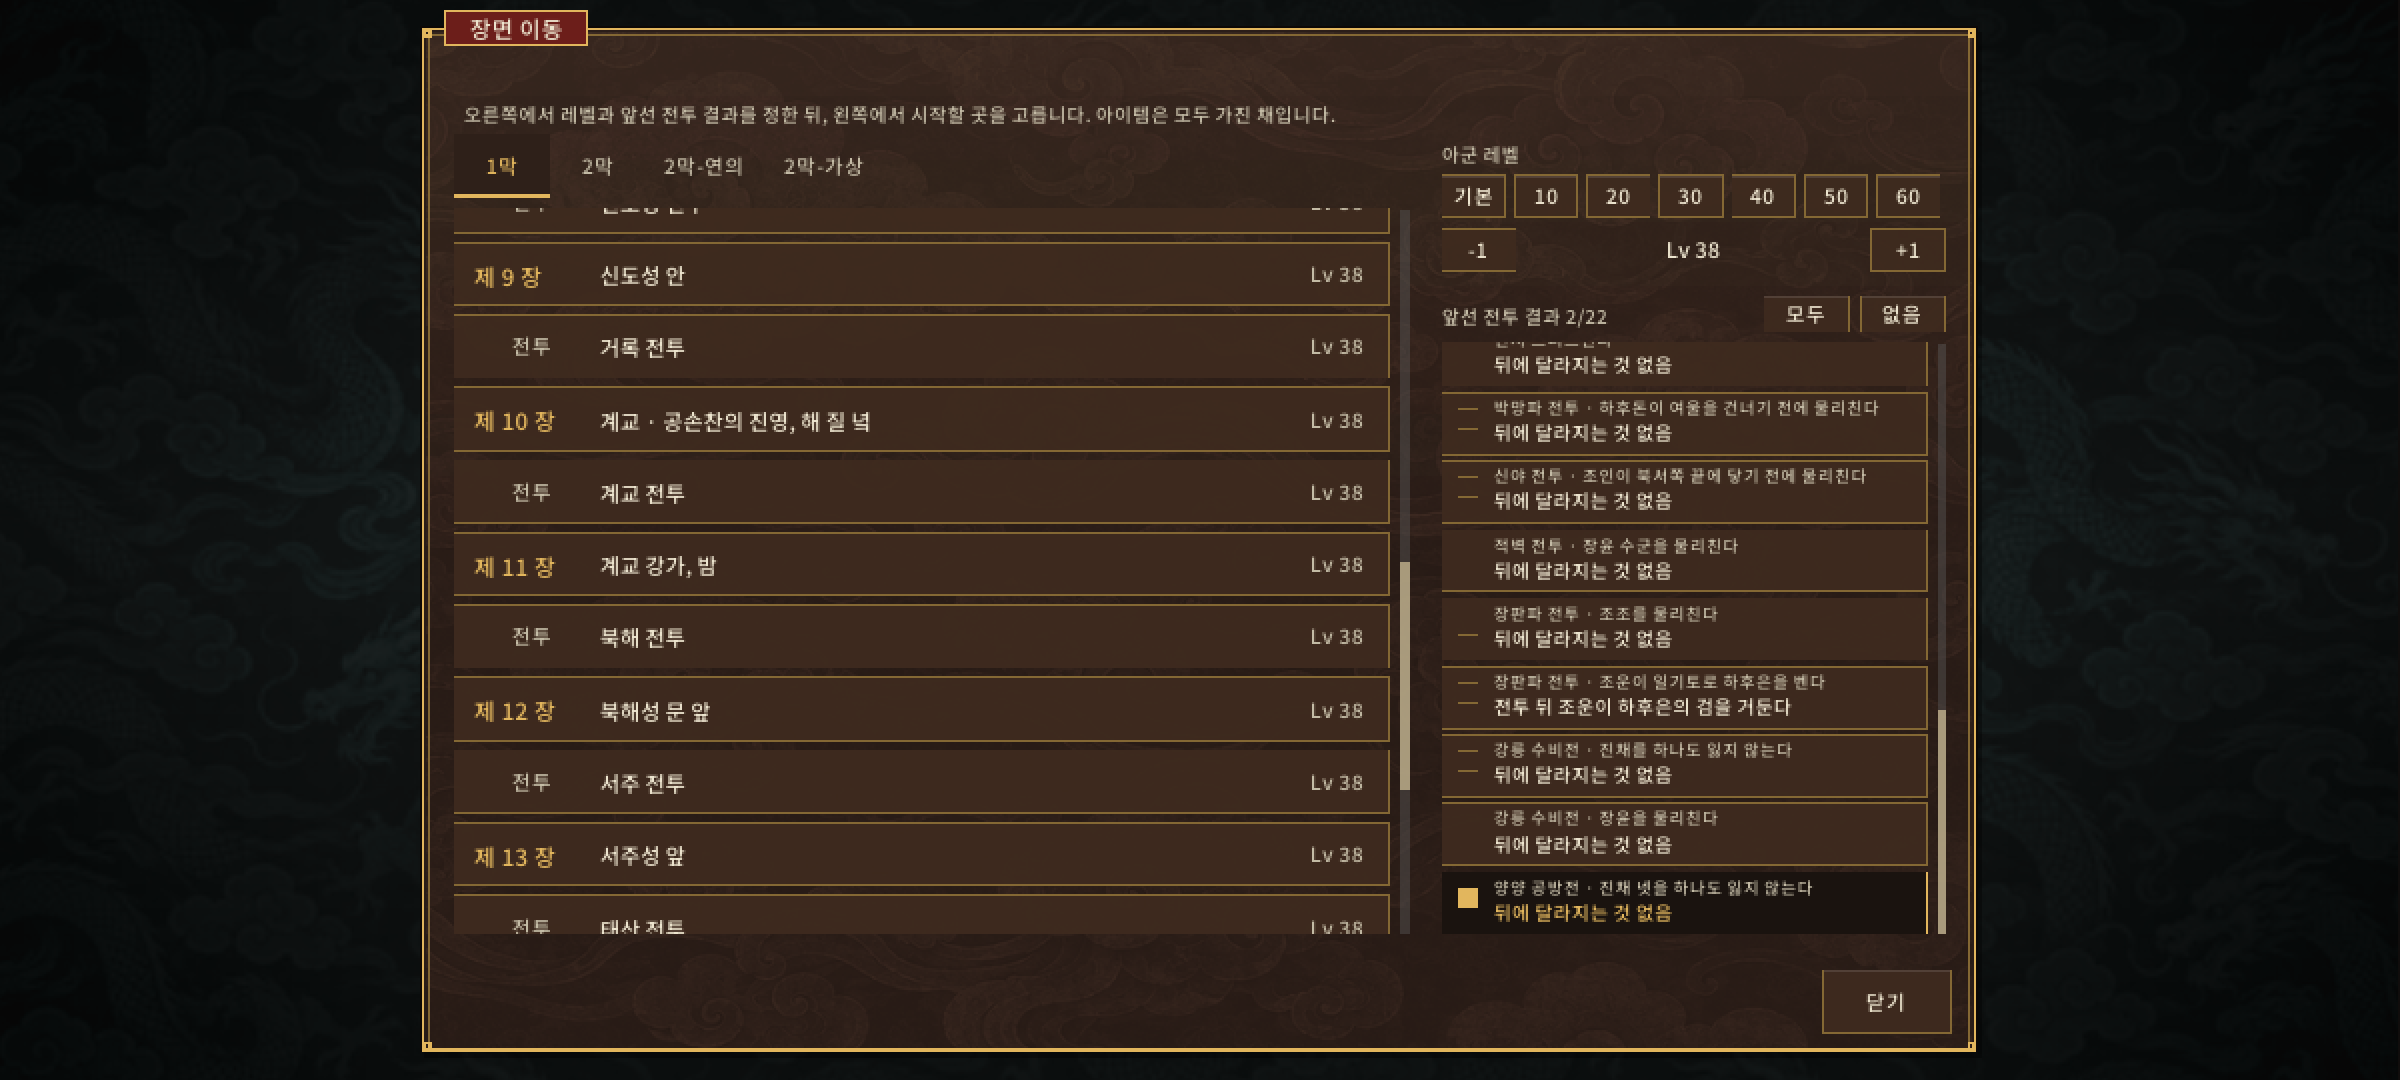 장면 이동
오른쪽에서 레벨과 앞선 전투 결과를 정한 뒤, 왼쪽에서 시작할 곳을 고릅니다. 아이템은 모두 가진 채입니다.
1막 2막 2막-연의 2막-가상
제 9 장 신도성 안 Lv 38
전투 거록 전투 Lv 38
제 10 장 계교 · 공손찬의 진영, 해 질 녘 Lv 38
전투 계교 전투 Lv 38
제 11 장 계교 강가, 밤 Lv 38
전투 북해 전투 Lv 38
제 12 장 북해성 문 앞 Lv 38
전투 서주 전투 Lv 38
제 13 장 서주성 앞 Lv 38
전투 태산 전투 Lv 38
아군 레벨
기본 10 20 30 40 50 60
-1 Lv 38 +1
앞선 전투 결과 2/22 모두 없음
뒤에 달라지는 것 없음
박망파 전투 · 하후돈이 여울을 건너기 전에 물리친다
뒤에 달라지는 것 없음
신야 전투 · 조인이 북서쪽 끝에 닿기 전에 물리친다
뒤에 달라지는 것 없음
적벽 전투 · 장윤 수군을 물리친다
뒤에 달라지는 것 없음
장판파 전투 · 조조를 물리친다
뒤에 달라지는 것 없음
장판파 전투 · 조운이 일기토로 하후은을 벤다
전투 뒤 조운이 하후은의 검을 거둔다
강릉 수비전 · 진채를 하나도 잃지 않는다
뒤에 달라지는 것 없음
강릉 수비전 · 장윤을 물리친다
뒤에 달라지는 것 없음
양양 공방전 · 진채 넷을 하나도 잃지 않는다
뒤에 달라지는 것 없음
닫기